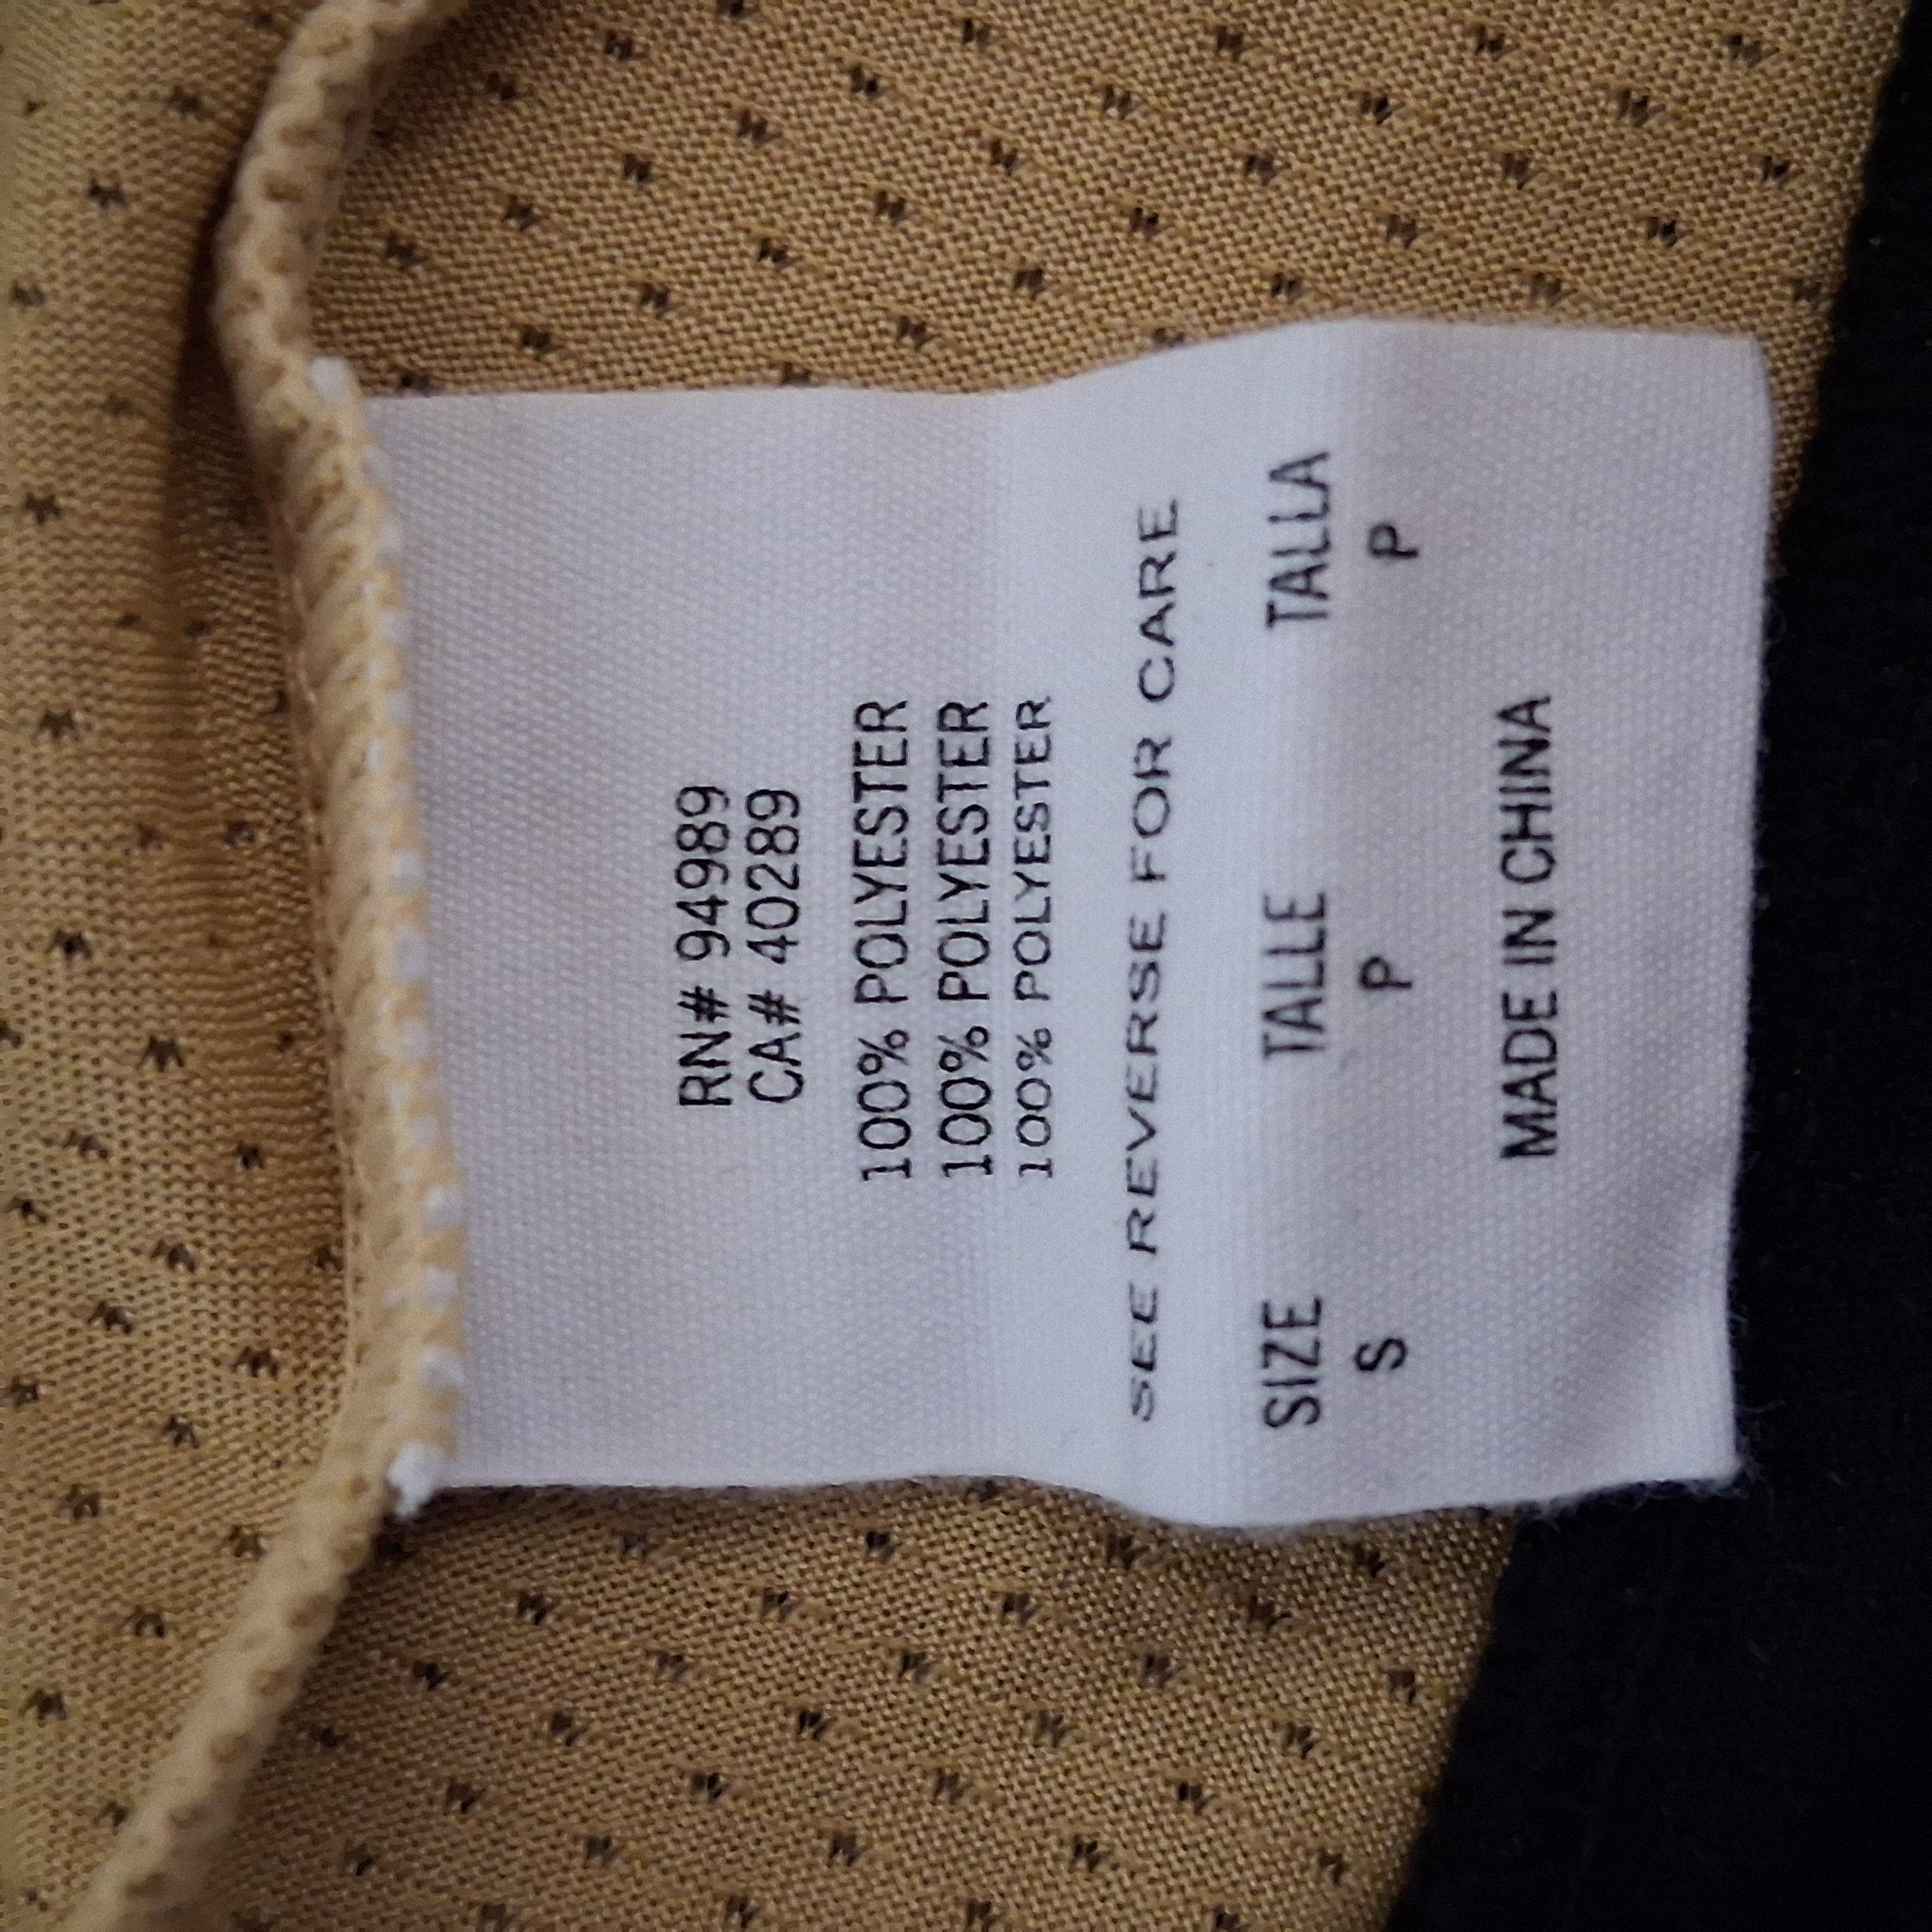 RN# 94989
CA# 40289
100% POLYESTER
100% POLYESTER
100% POLYESTER
SEE REVERSE FOR CARE
SIZE TALLE TALLA
S P P
MADE IN CHINA